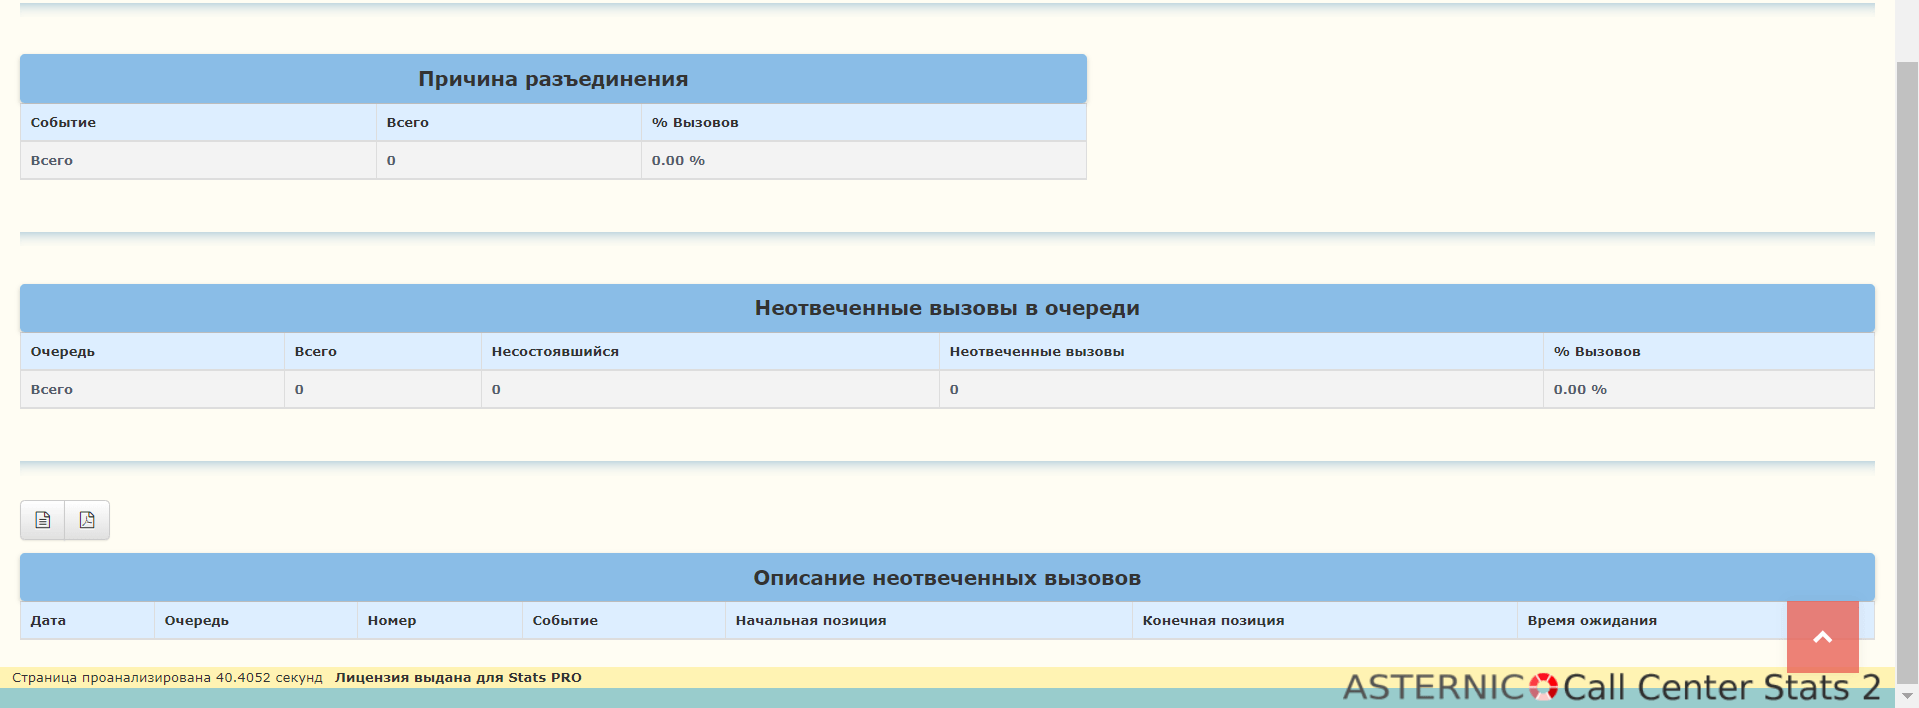 Причина разъединения
Событие Всего % Вызовов
Всего 0 0.00 %
Неотвеченные вызовы в очереди
Очередь Всего Несостоявшийся Неотвеченные вызовы % Вызовов
Всего 0 0 0 0.00 %
Описание неотвеченных вызовов
Дата Очередь Номер Событие Начальная позиция Конечная позиция Время ожидания
Страница проанализирована 40.4052 секунд Лицензия выдана для Stats PRO
ASTERNIC Call Center Stats 2